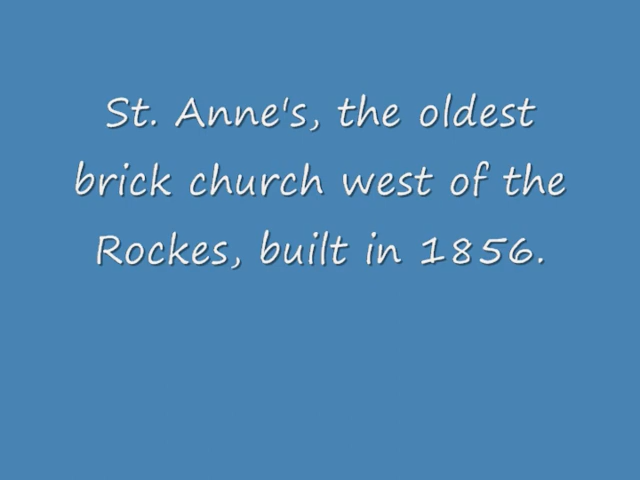 St. Anne's, the oldest
brick church west of the
Rockes, built in 1856.